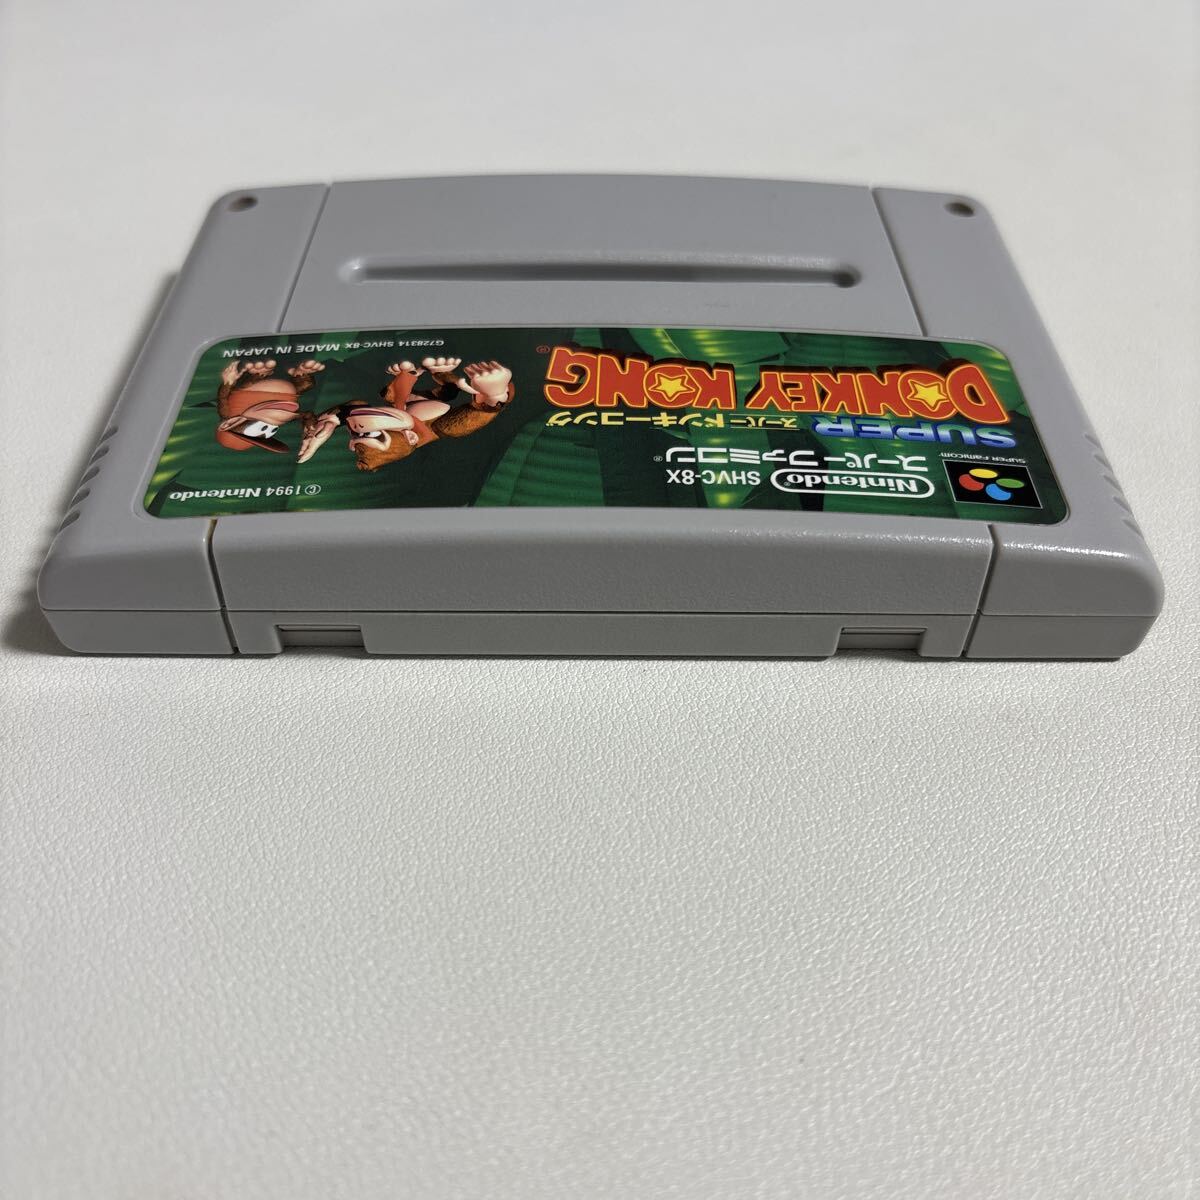 SUPER FAMICOM
Nintendo® SHVC-8X
スーパーファミコン®
SUPER
スーパードンキーコング
DONKEY KONG®
© 1994 Nintendo
G728314 SHVC-8X MADE IN JAPAN